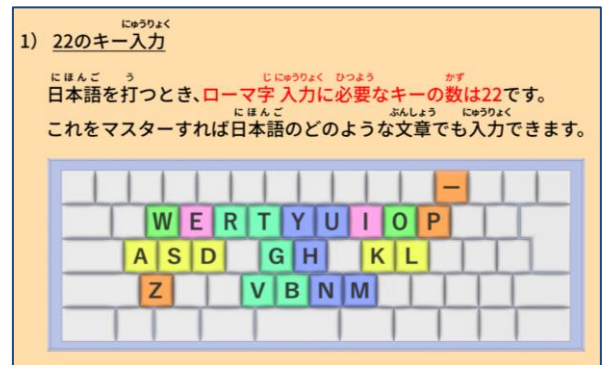 にゅうりょく
1) 22のキー入力
にほんご う じにゅうりょく ひつよう かず
日本語を打つとき、ローマ字 入力に必要なキーの数は22です。
にほんご ぶんしょう にゅうりょく
これをマスターすれば日本語のどのような文章でも入力できます。
ー
W E R T Y U I O P
A S D G H K L
Z V B N M